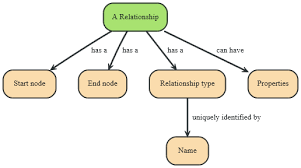 A Relationship
has a
has a
has a
can have
Start node
End node
Relationship type
Properties
uniquely identified by
Name